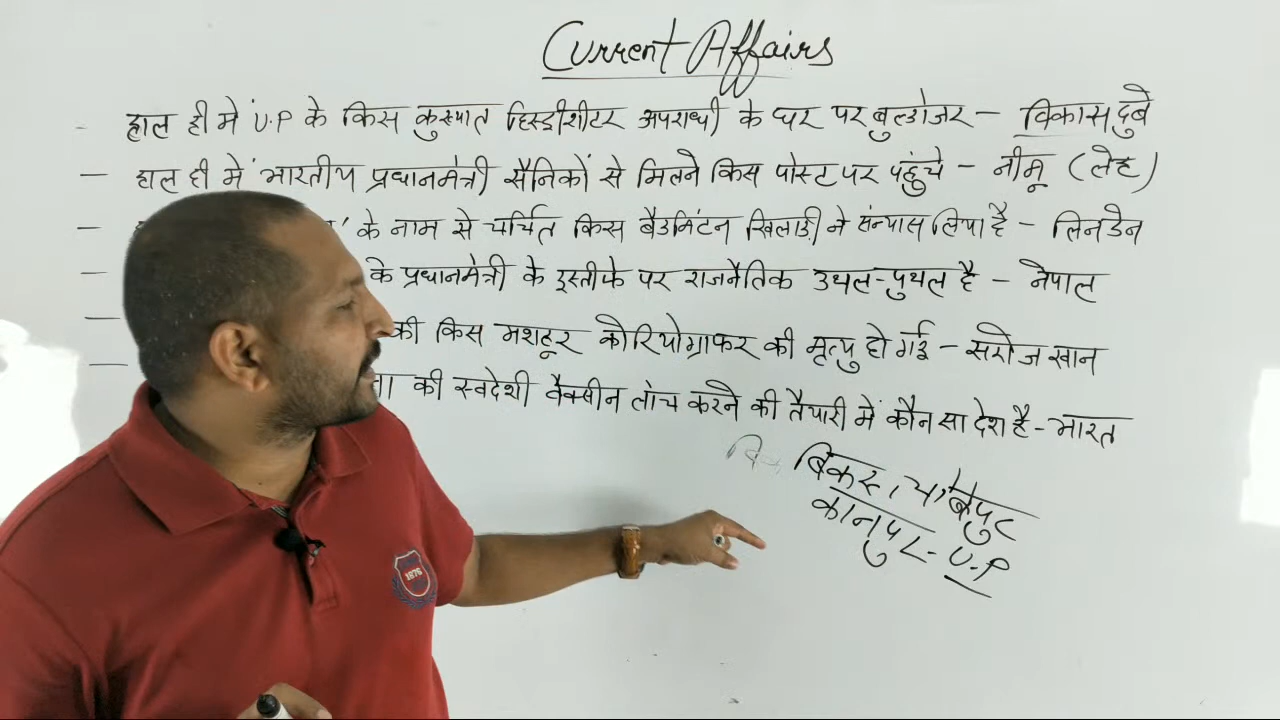 Current Affairs
- हाल ही में U.P के किस कुख्यात हिस्ट्रीशीटर अपराधी के घर पर बुल्डोजर - विकास दुबे
- हाल ही में भारतीय प्रधानमंत्री सैनिकों से मिलने किस पोस्ट पर पहुंचे - नीमू (लेह)
- ' के नाम से चर्चित किस बैडमिंटन खिलाड़ी ने संन्यास लिया है - लिनडेन
- के प्रधानमंत्री के इस्तीफे पर राजनैतिक उथल-पुथल है - नेपाल
- की किस मशहूर कोरियोग्राफर की मृत्यु हो गई - सरोज खान
- की स्वदेशी वैक्सीन लांच करने की तैयारी में कौन सा देश है - भारत
कानपुर - U.P
1876